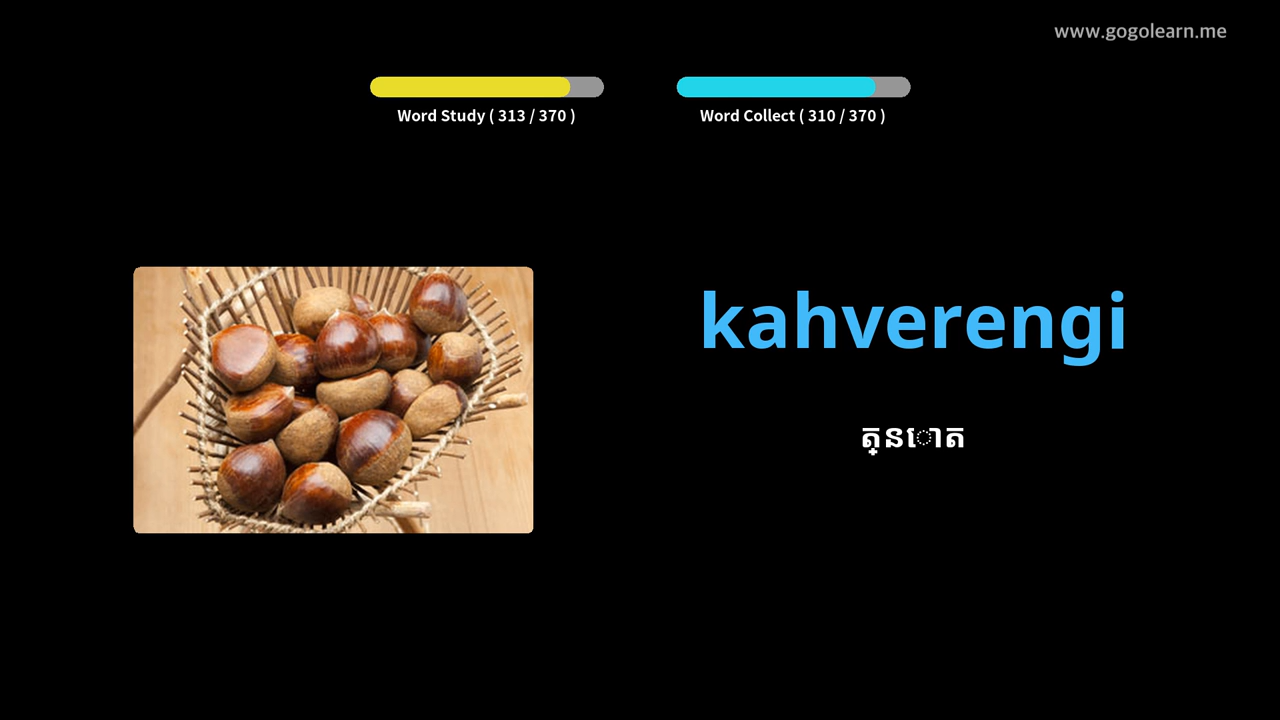 www.gogolearn.me
Word Study ( 313 / 370 )
Word Collect ( 310 / 370 )
kahverengi
ត្នោត